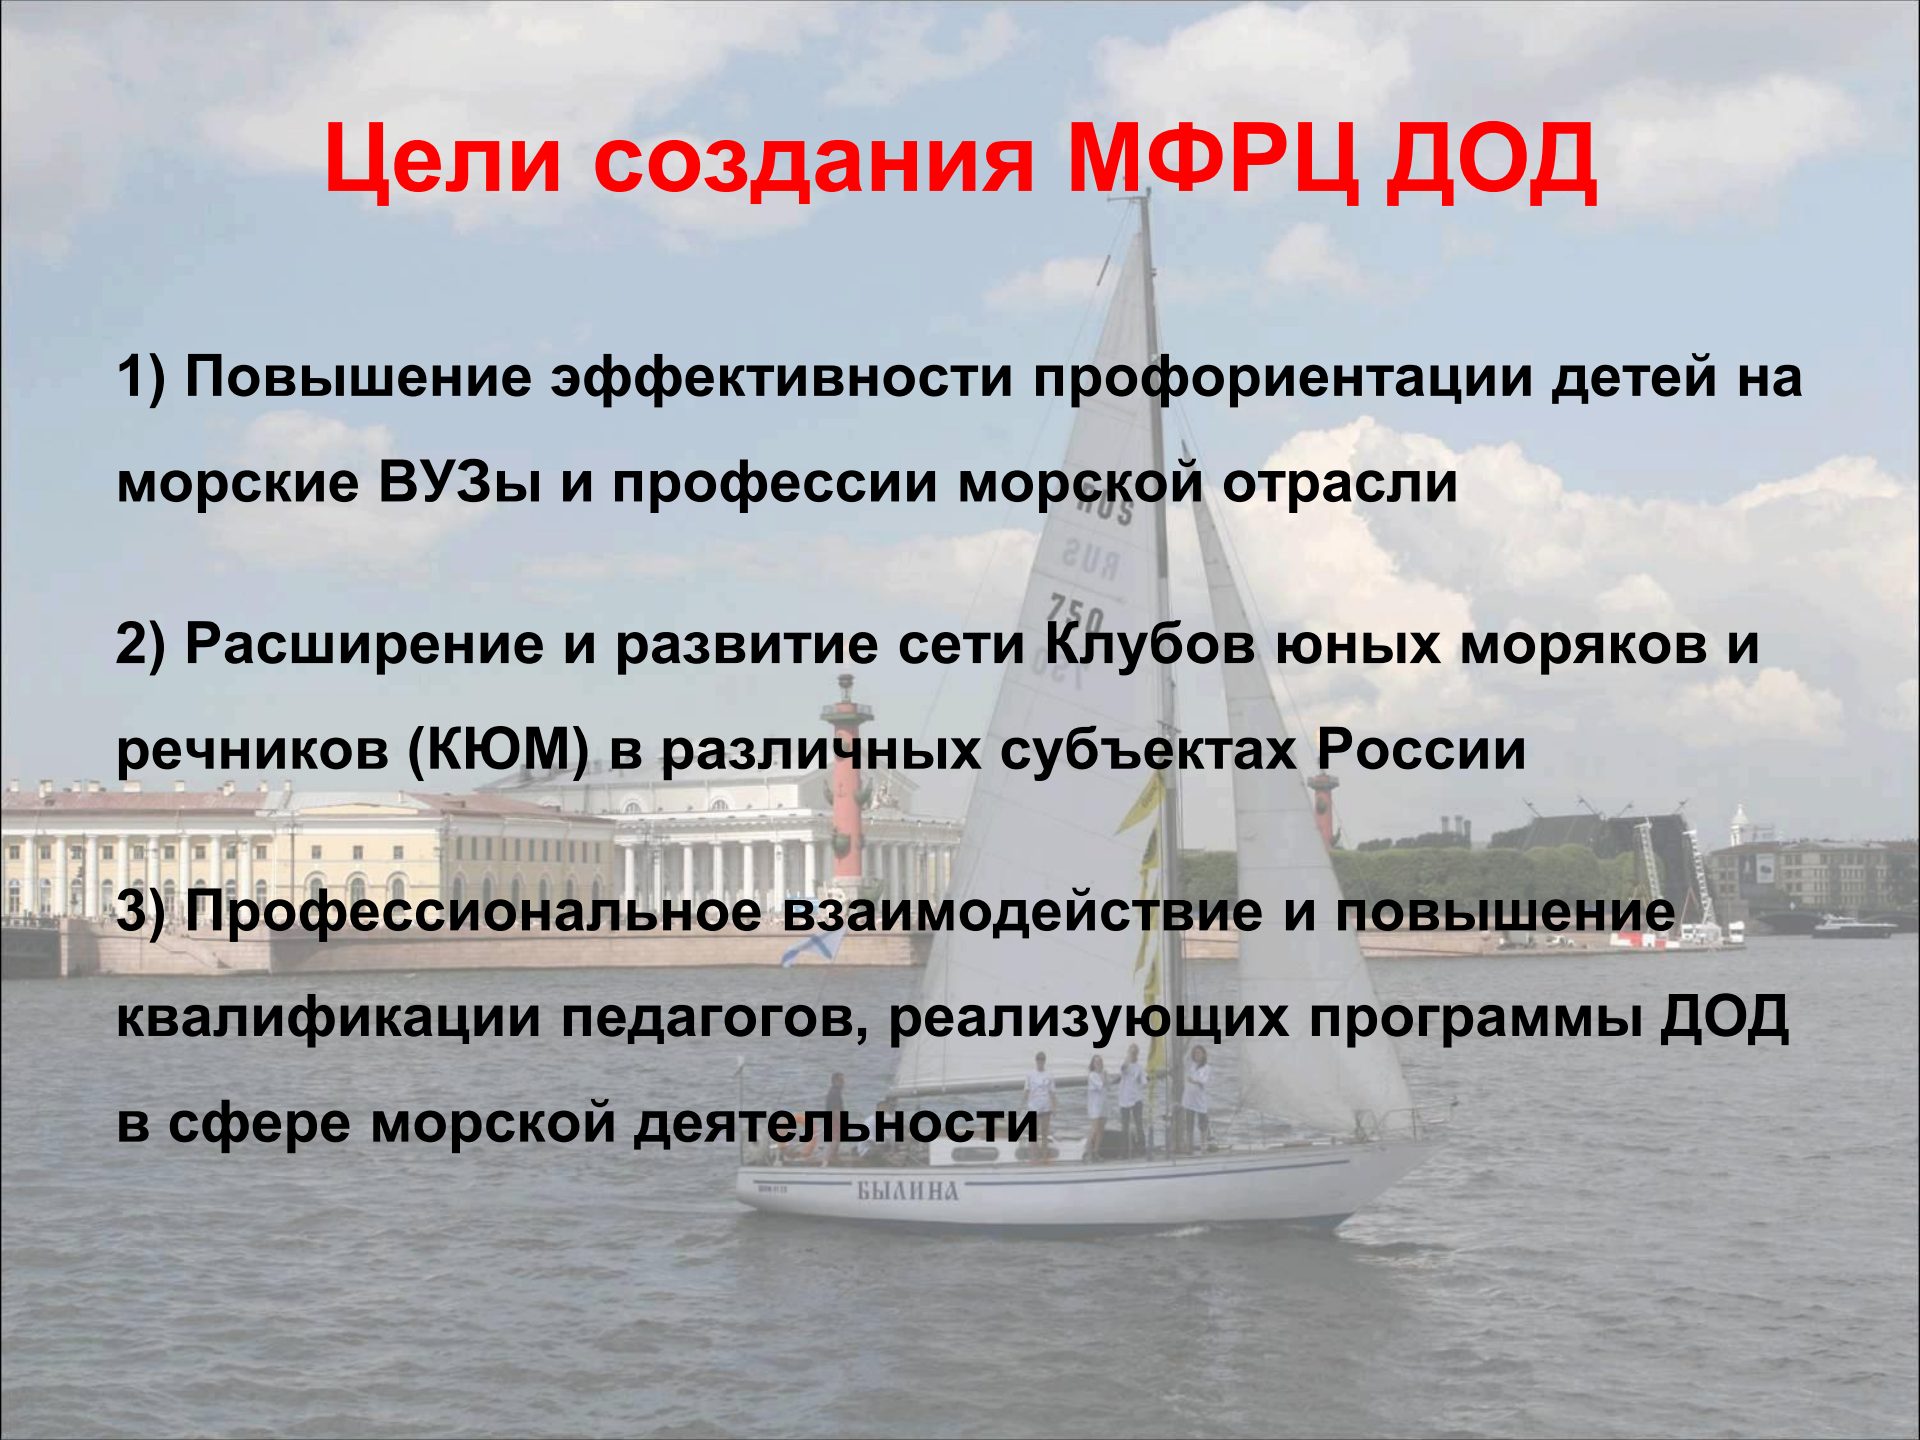 Цели создания МФРЦ ДОД
1) Повышение эффективности профориентации детей на
морские ВУЗы и профессии морской отрасли
RUS
750
2) Расширение и развитие сети Клубов юных моряков и
речников (КЮМ) в различных субъектах России
3) Профессиональное взаимодействие и повышение
квалификации педагогов, реализующих программы ДОД
в сфере морской деятельности
БЫЛИНА